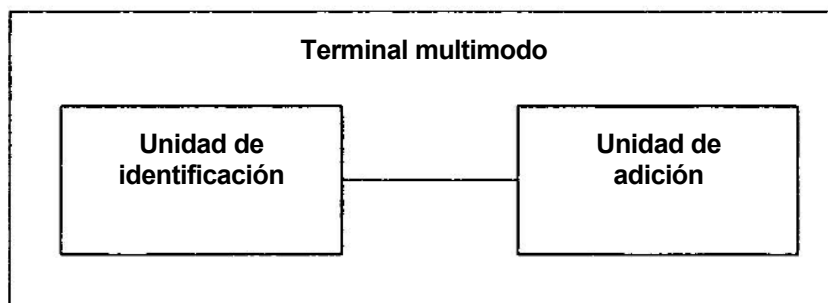 Terminal multimodo
Unidad de
identificación
Unidad de
adición